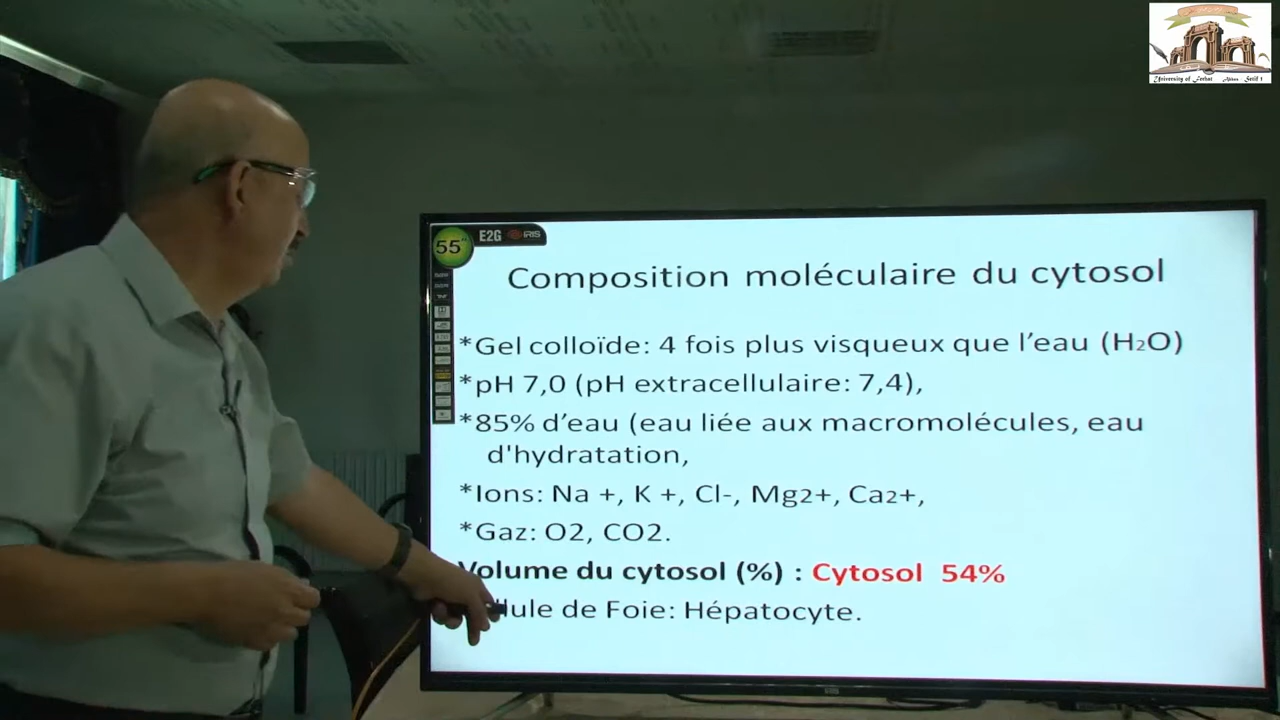 University of Ferhat Abbas - Setif 1
55"
E2G IRIS
Composition moléculaire du cytosol
*Gel colloïde: 4 fois plus visqueux que l'eau (H2O)
*pH 7,0 (pH extracellulaire: 7,4),
*85% d'eau (eau liée aux macromolécules, eau
d'hydratation,
*Ions: Na +, K +, Cl-, Mg2+, Ca2+,
*Gaz: O2, CO2.
Volume du cytosol (%) : Cytosol 54%
llule de Foie: Hépatocyte.